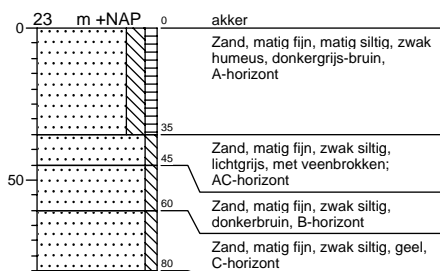 23 m +NAP 0 akker
0
Zand, matig fijn, matig siltig, zwak
humeus, donkergrijs-bruin,
A-horizont
35
Zand, matig fijn, zwak siltig,
lichtgrijs, met veenbrokken;
AC-horizont
45
50
Zand, matig fijn, zwak siltig,
donkerbruin, B-horizont
60
Zand, matig fijn, zwak siltig, geel,
C-horizont
80